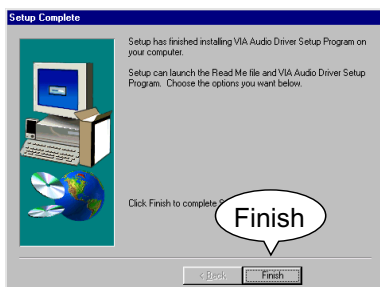 Setup Complete
Setup has finished installing VIA Audio Driver Setup Program on
your computer.
Setup can launch the Read Me file and VIA Audio Driver Setup
Program. Choose the options you want below.
Click Finish to complete
Finish
< Back
Finish